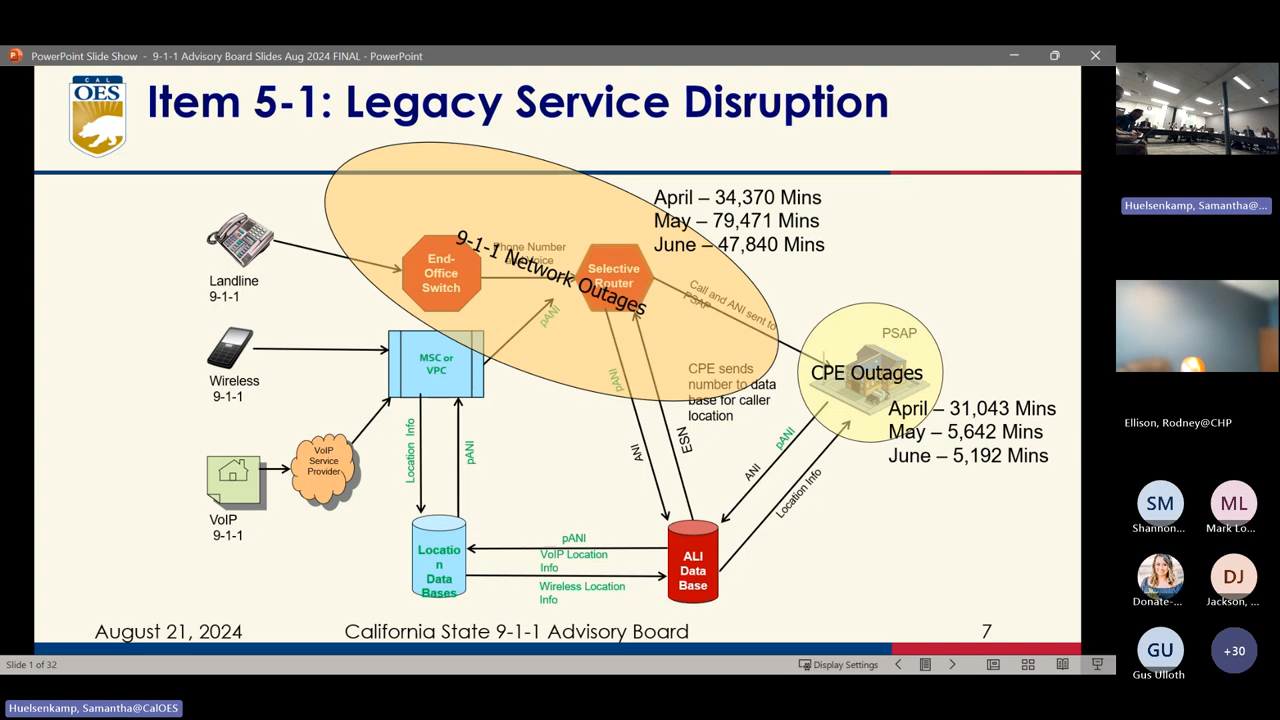 PowerPoint Slide Show - 9-1-1 Advisory Board Slides Aug 2024 FINAL - PowerPoint
CAL
OES
Item 5-1: Legacy Service Disruption
April – 34,370 Mins
May – 79,471 Mins
June – 47,840 Mins
Landline
9-1-1
End-
Office
Switch
Phone Number
and Voice
9-1-1 Network Outages
Selective
Router
Call and ANI sent to
PSAP
PSAP
CPE Outages
April – 31,043 Mins
May – 5,642 Mins
June – 5,192 Mins
Wireless
9-1-1
MSC or
VPC
pANI
pANI
CPE sends
number to data
base for caller
location
VoIP
Service
Provider
Location Info
pANI
ANI
ESN
pANI
ANI
Location Info
VoIP
9-1-1
Locatio
n
Data
Bases
pANI
VoIP Location
Info
Wireless Location
Info
ALI
Data
Base
August 21, 2024
California State 9-1-1 Advisory Board
7
Slide 1 of 32
Display Settings
Huelsenkamp, Samantha@...
Ellison, Rodney@CHP
SM
Shannon...
ML
Mark Lo...
Donate-...
DJ
Jackson, ...
GU
Gus Ulloth
+30
Huelsenkamp, Samantha@CalOES